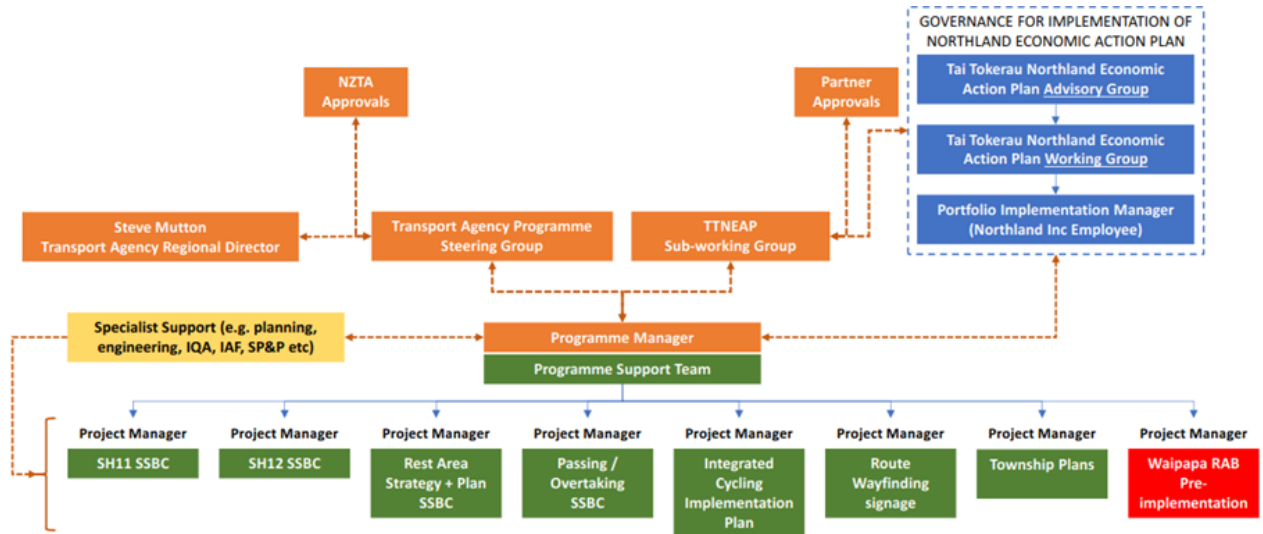 GOVERNANCE FOR IMPLEMENTATION OF
NORTHLAND ECONOMIC ACTION PLAN
Tai Tokerau Northland Economic
Action Plan Advisory Group
Tai Tokerau Northland Economic
Action Plan Working Group
Portfolio Implementation Manager
(Northland Inc Employee)
NZTA
Approvals
Partner
Approvals
Steve Mutton
Transport Agency Regional Director
Transport Agency Programme
Steering Group
TTNEAP
Sub-working Group
Specialist Support (e.g. planning,
engineering, IQA, IAF, SP&P etc)
Programme Manager
Programme Support Team
Project Manager
SH11 SSBC
Project Manager
SH12 SSBC
Project Manager
Rest Area
Strategy + Plan
SSBC
Project Manager
Passing /
Overtaking
SSBC
Project Manager
Integrated
Cycling
Implementation
Plan
Project Manager
Route
Wayfinding
signage
Project Manager
Township Plans
Project Manager
Waipapa RAB
Pre-
implementation